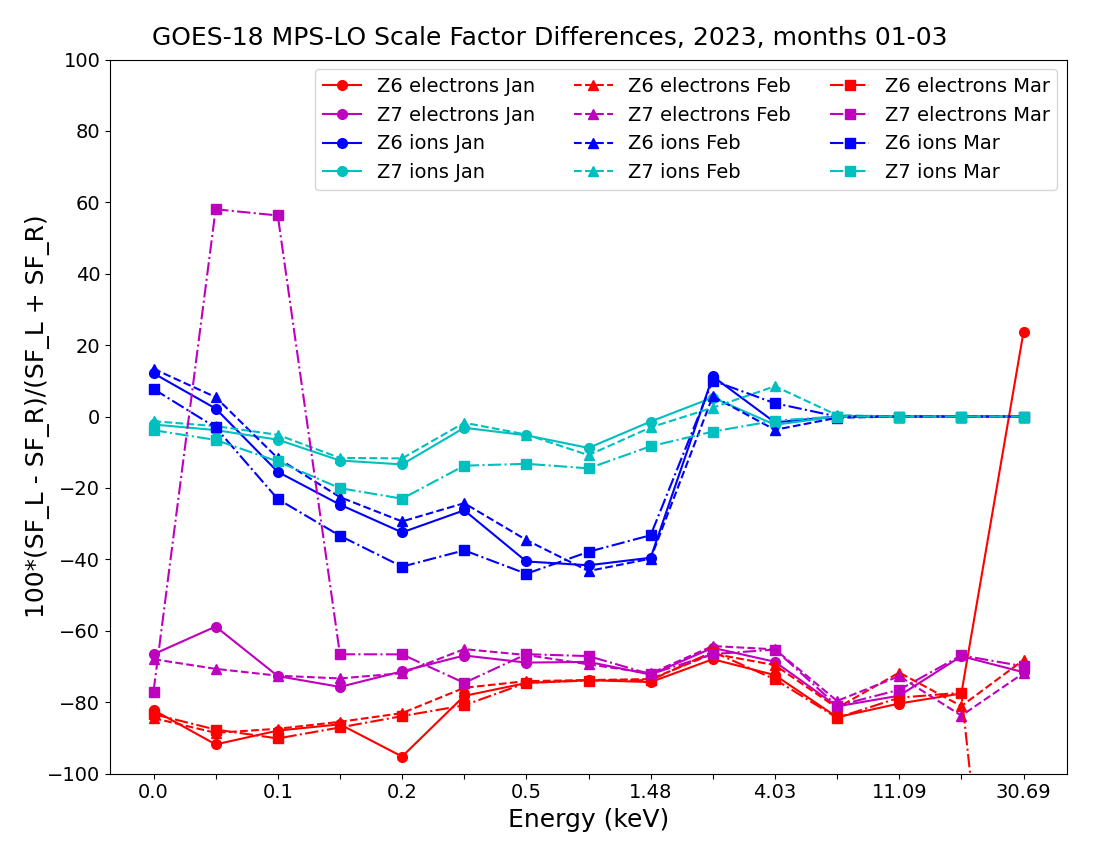 GOES-18 MPS-LO Scale Factor Differences, 2023, months 01-03
100*(SF_L - SF_R)/(SF_L + SF_R)
100
80
60
40
20
0
−20
−40
−60
−80
−100
Z6 electrons Jan
Z7 electrons Jan
Z6 ions Jan
Z7 ions Jan
Z6 electrons Feb
Z7 electrons Feb
Z6 ions Feb
Z7 ions Feb
Z6 electrons Mar
Z7 electrons Mar
Z6 ions Mar
Z7 ions Mar
0.0 0.1 0.2 0.5 1.48 4.03 11.09 30.69
Energy (keV)